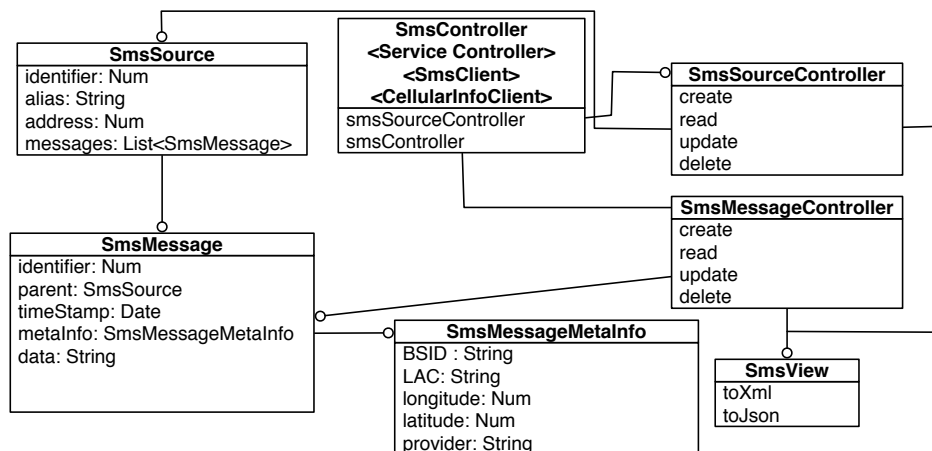 SmsSource
identifier: Num
alias: String
address: Num
messages: List<SmsMessage>
SmsController
<Service Controller>
<SmsClient>
<CellularInfoClient>
smsSourceController
smsController
SmsSourceController
create
read
update
delete
SmsMessageController
create
read
update
delete
SmsMessage
identifier: Num
parent: SmsSource
timeStamp: Date
metaInfo: SmsMessageMetaInfo
data: String
SmsMessageMetaInfo
BSID : String
LAC: String
longitude: Num
latitude: Num
provider: String
SmsView
toXml
toJson